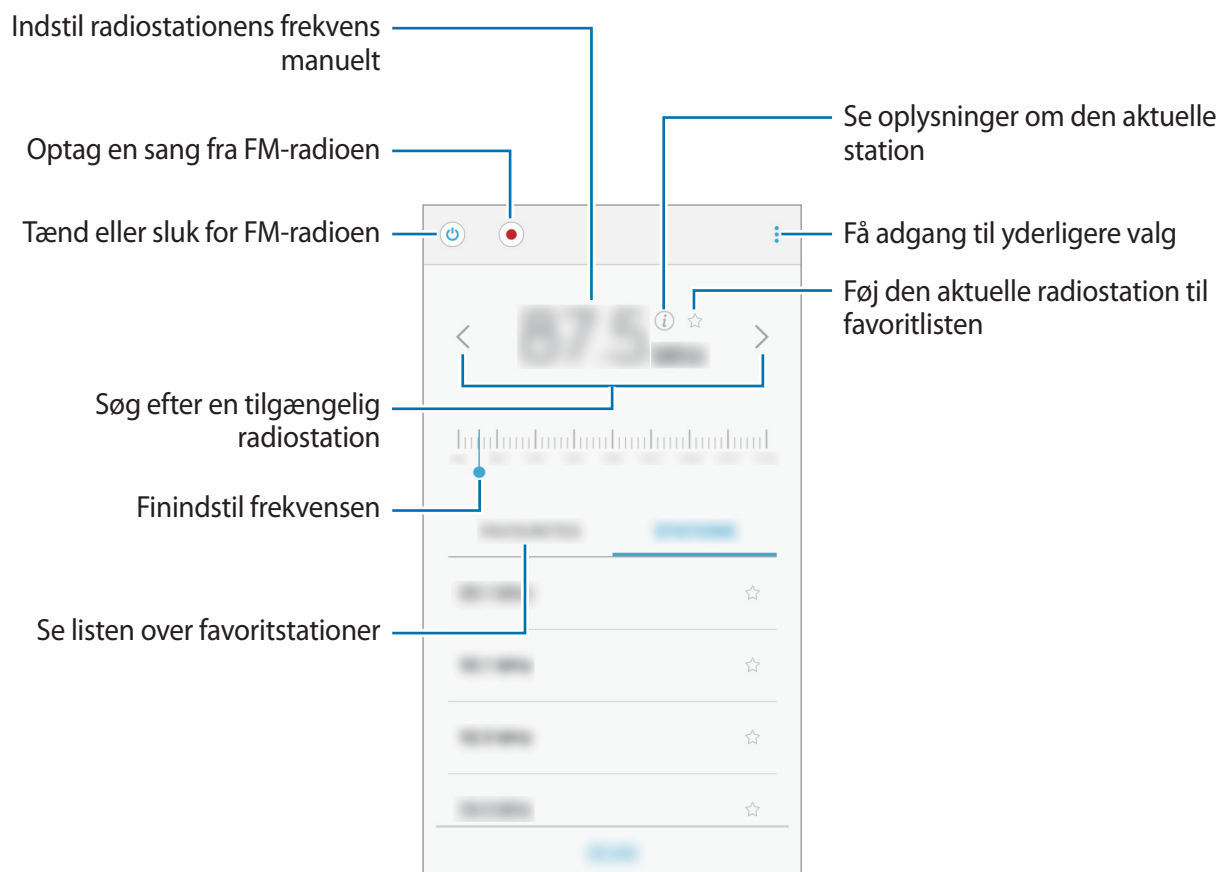 Indstil radiostationens frekvens
manuelt
Optag en sang fra FM-radioen
Tænd eller sluk for FM-radioen
Se oplysninger om den aktuelle
station
Få adgang til yderligere valg
Føj den aktuelle radiostation til
favoritlisten
87.5
Søg efter en tilgængelig
radiostation
Finindstil frekvensen
Se listen over favoritstationer